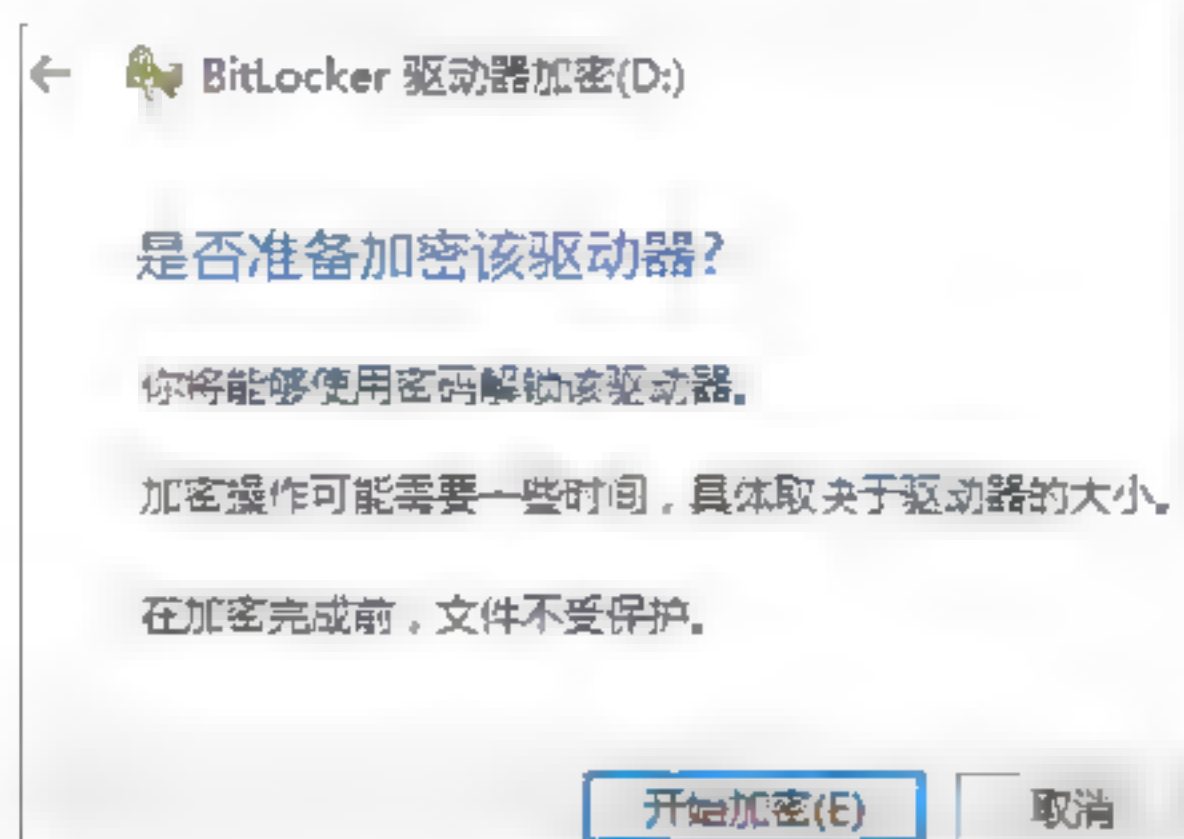 BitLocker 驱动器加密(D:)
是否准备加密该驱动器?
你将能够使用密码解锁该驱动器。
加密操作可能需要一些时间，具体取决于驱动器的大小。
在加密完成前，文件不受保护。
开始加密(E) 取消